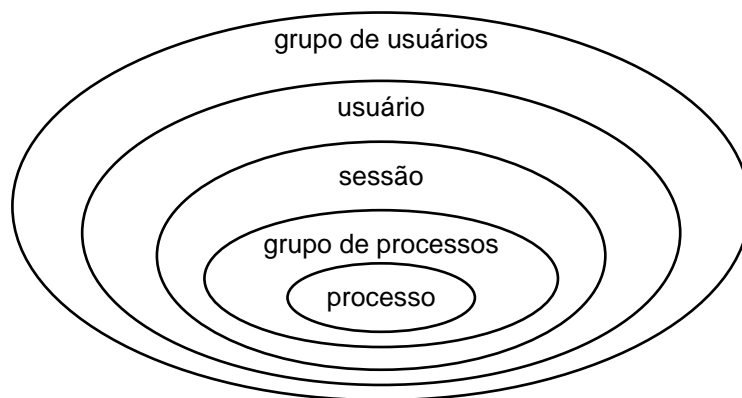 grupo de usuários
usuário
sessão
grupo de processos
processo